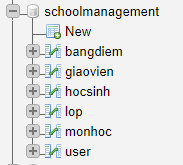 schoolmanagement
New
bangdiem
giaovien
hocsinh
lop
monhoc
user